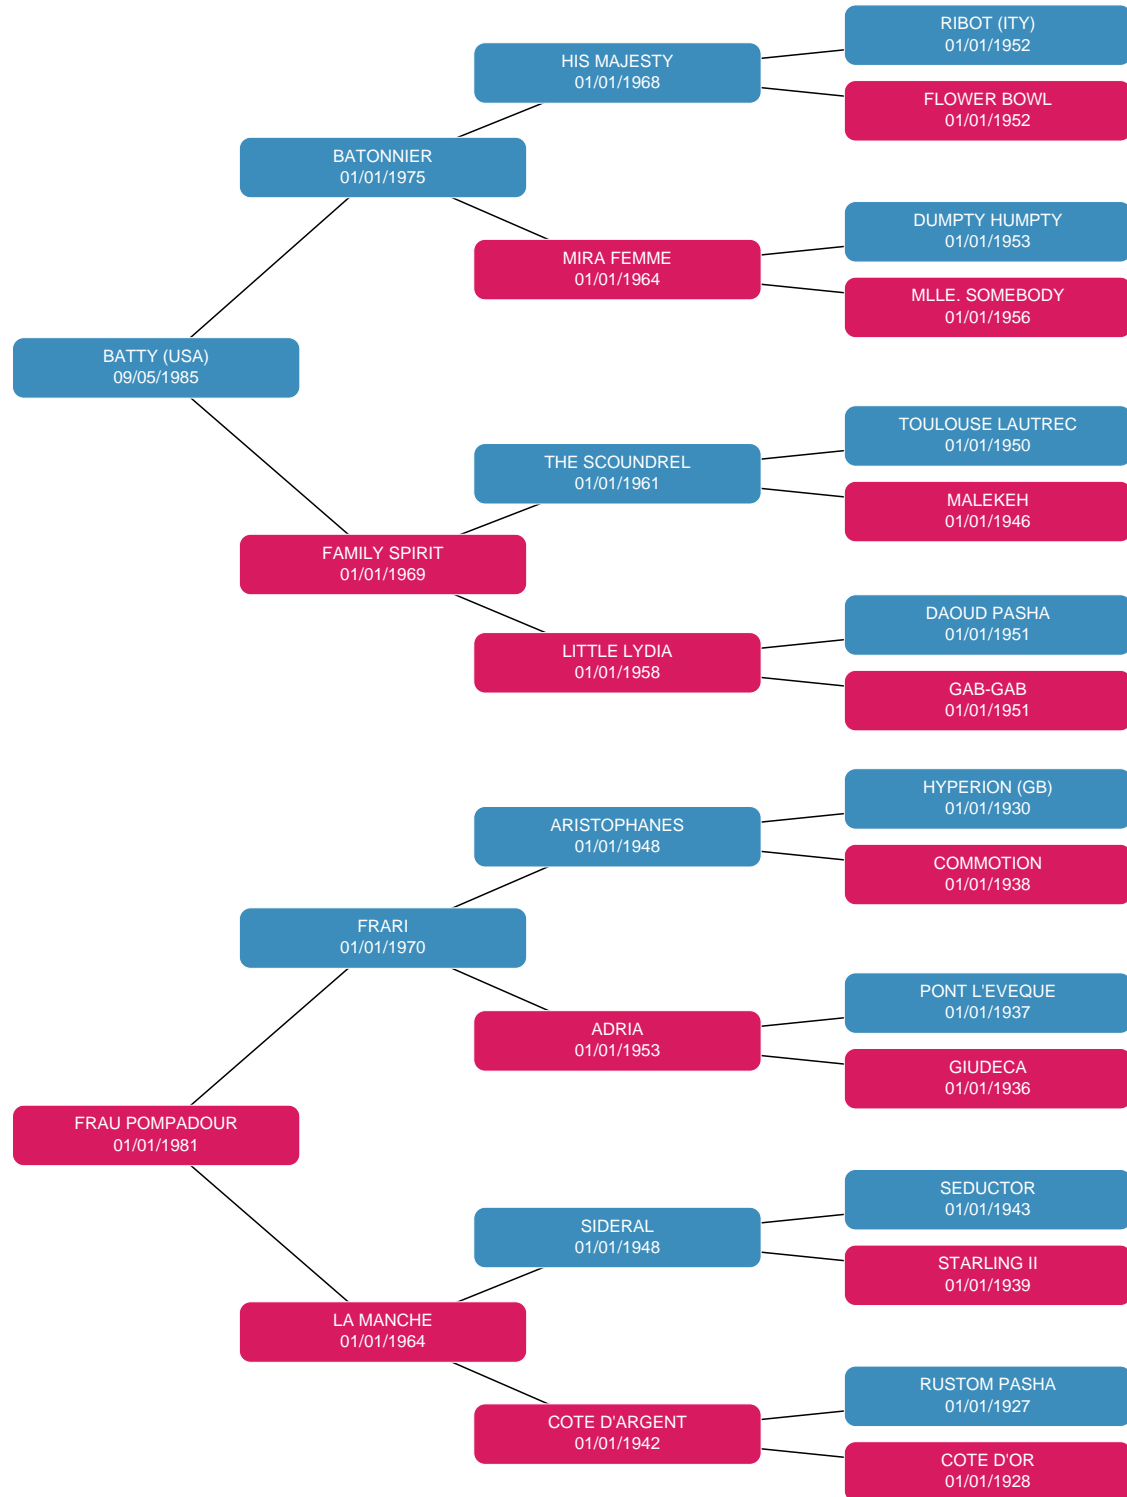 RIBOT (ITY)
01/01/1952
HIS MAJESTY
01/01/1968
FLOWER BOWL
01/01/1952
BATONNIER
01/01/1975
DUMPTY HUMPTY
01/01/1953
MIRA FEMME
01/01/1964
MLLE. SOMEBODY
01/01/1956
BATTY (USA)
09/05/1985
TOULOUSE LAUTREC
01/01/1950
THE SCOUNDREL
01/01/1961
MALEKEH
01/01/1946
FAMILY SPIRIT
01/01/1969
DAOUD PASHA
01/01/1951
LITTLE LYDIA
01/01/1958
GAB-GAB
01/01/1951
HYPERION (GB)
01/01/1930
ARISTOPHANES
01/01/1948
COMMOTION
01/01/1938
FRARI
01/01/1970
PONT L'EVEQUE
01/01/1937
ADRIA
01/01/1953
GIUDECA
01/01/1936
FRAU POMPADOUR
01/01/1981
SEDUCTOR
01/01/1943
SIDERAL
01/01/1948
STARLING II
01/01/1939
LA MANCHE
01/01/1964
RUSTOM PASHA
01/01/1927
COTE D'ARGENT
01/01/1942
COTE D'OR
01/01/1928